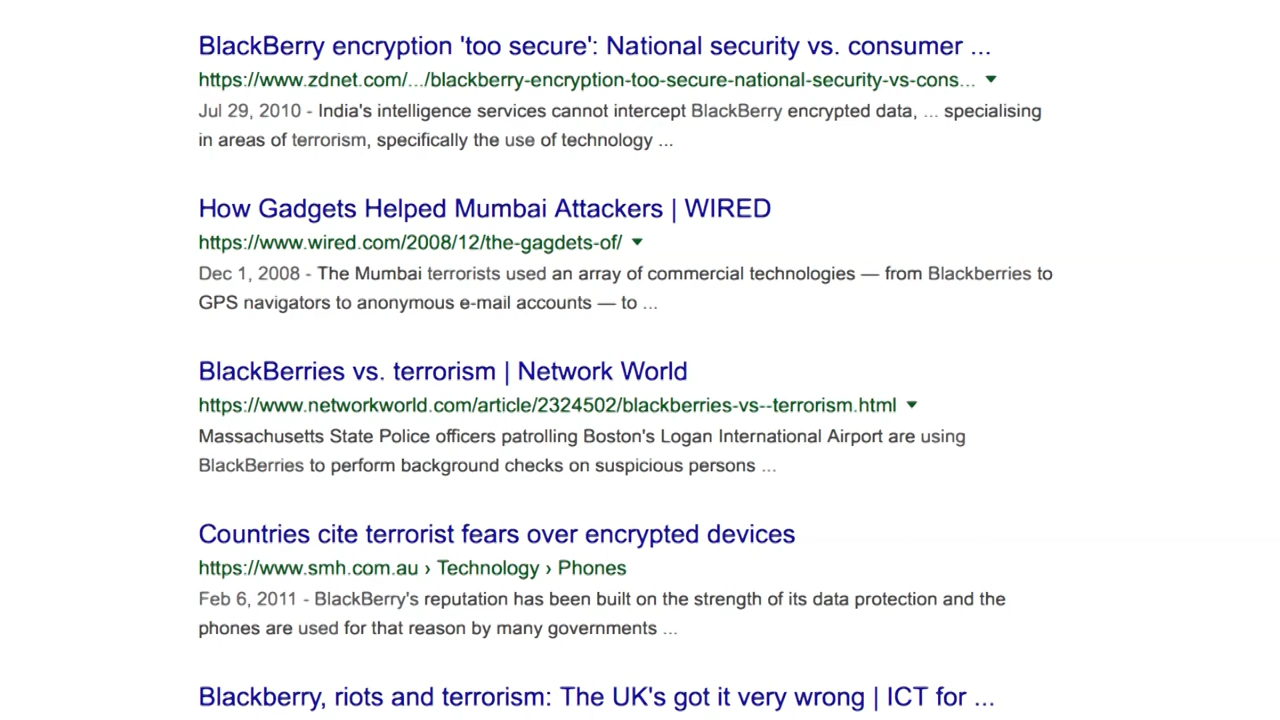 BlackBerry encryption 'too secure': National security vs. consumer ...
https://www.zdnet.com/.../blackberry-encryption-too-secure-national-security-vs-cons...
Jul 29, 2010 - India's intelligence services cannot intercept BlackBerry encrypted data, ... specialising
in areas of terrorism, specifically the use of technology ...
How Gadgets Helped Mumbai Attackers | WIRED
https://www.wired.com/2008/12/the-gagdets-of/
Dec 1, 2008 - The Mumbai terrorists used an array of commercial technologies — from Blackberries to
GPS navigators to anonymous e-mail accounts — to ...
BlackBerries vs. terrorism | Network World
https://www.networkworld.com/article/2324502/blackberries-vs--terrorism.html
Massachusetts State Police officers patrolling Boston's Logan International Airport are using
BlackBerries to perform background checks on suspicious persons ...
Countries cite terrorist fears over encrypted devices
https://www.smh.com.au › Technology › Phones
Feb 6, 2011 - BlackBerry's reputation has been built on the strength of its data protection and the
phones are used for that reason by many governments ...
Blackberry, riots and terrorism: The UK's got it very wrong | ICT for ...